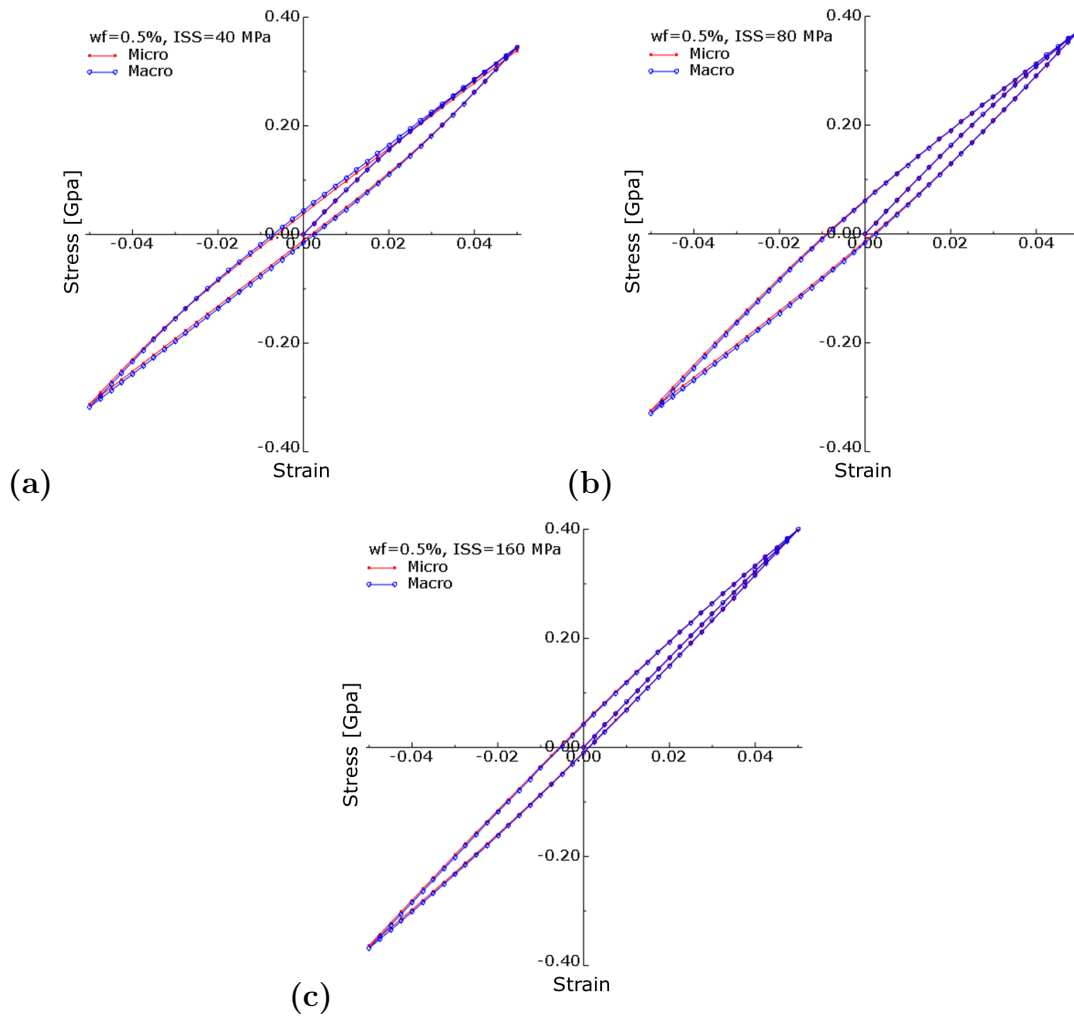 0.40
wf=0.5%, ISS=40 MPa
Micro
Macro
0.20
Stress [Gpa]
0.00
-0.04 -0.02 0.00 0.02 0.04
-0.20
-0.40
Strain
(a)
0.40
wf=0.5%, ISS=80 MPa
Micro
Macro
0.20
Stress [Gpa]
0.00
-0.04 -0.02 0.00 0.02 0.04
-0.20
-0.40
Strain
(b)
0.40
wf=0.5%, ISS=160 MPa
Micro
Macro
0.20
Stress [Gpa]
0.00
-0.04 -0.02 0.00 0.02 0.04
-0.20
-0.40
Strain
(c)